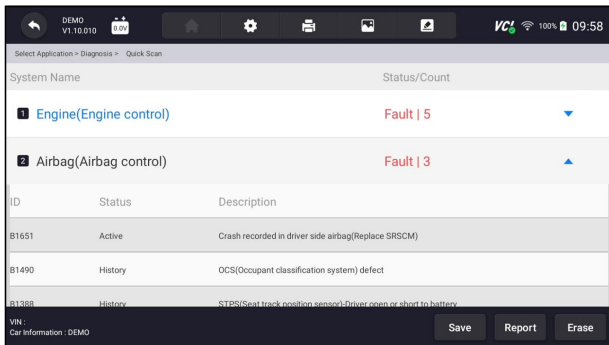 DEMO
V1.10.010
0.0V
VCI
100%
09:58
Select Application > Diagnosis > Quick Scan
System Name Status/Count
1 Engine(Engine control) Fault | 5
2 Airbag(Airbag control) Fault | 3
ID Status Description
B1651 Active Crash recorded in driver side airbag(Replace SRSCM)
B1490 History OCS(Occupant classification system) defect
B1388 History STPS(Seat track position sensor)-Driver open or short to battery
VIN :
Car Information : DEMO
Save Report Erase